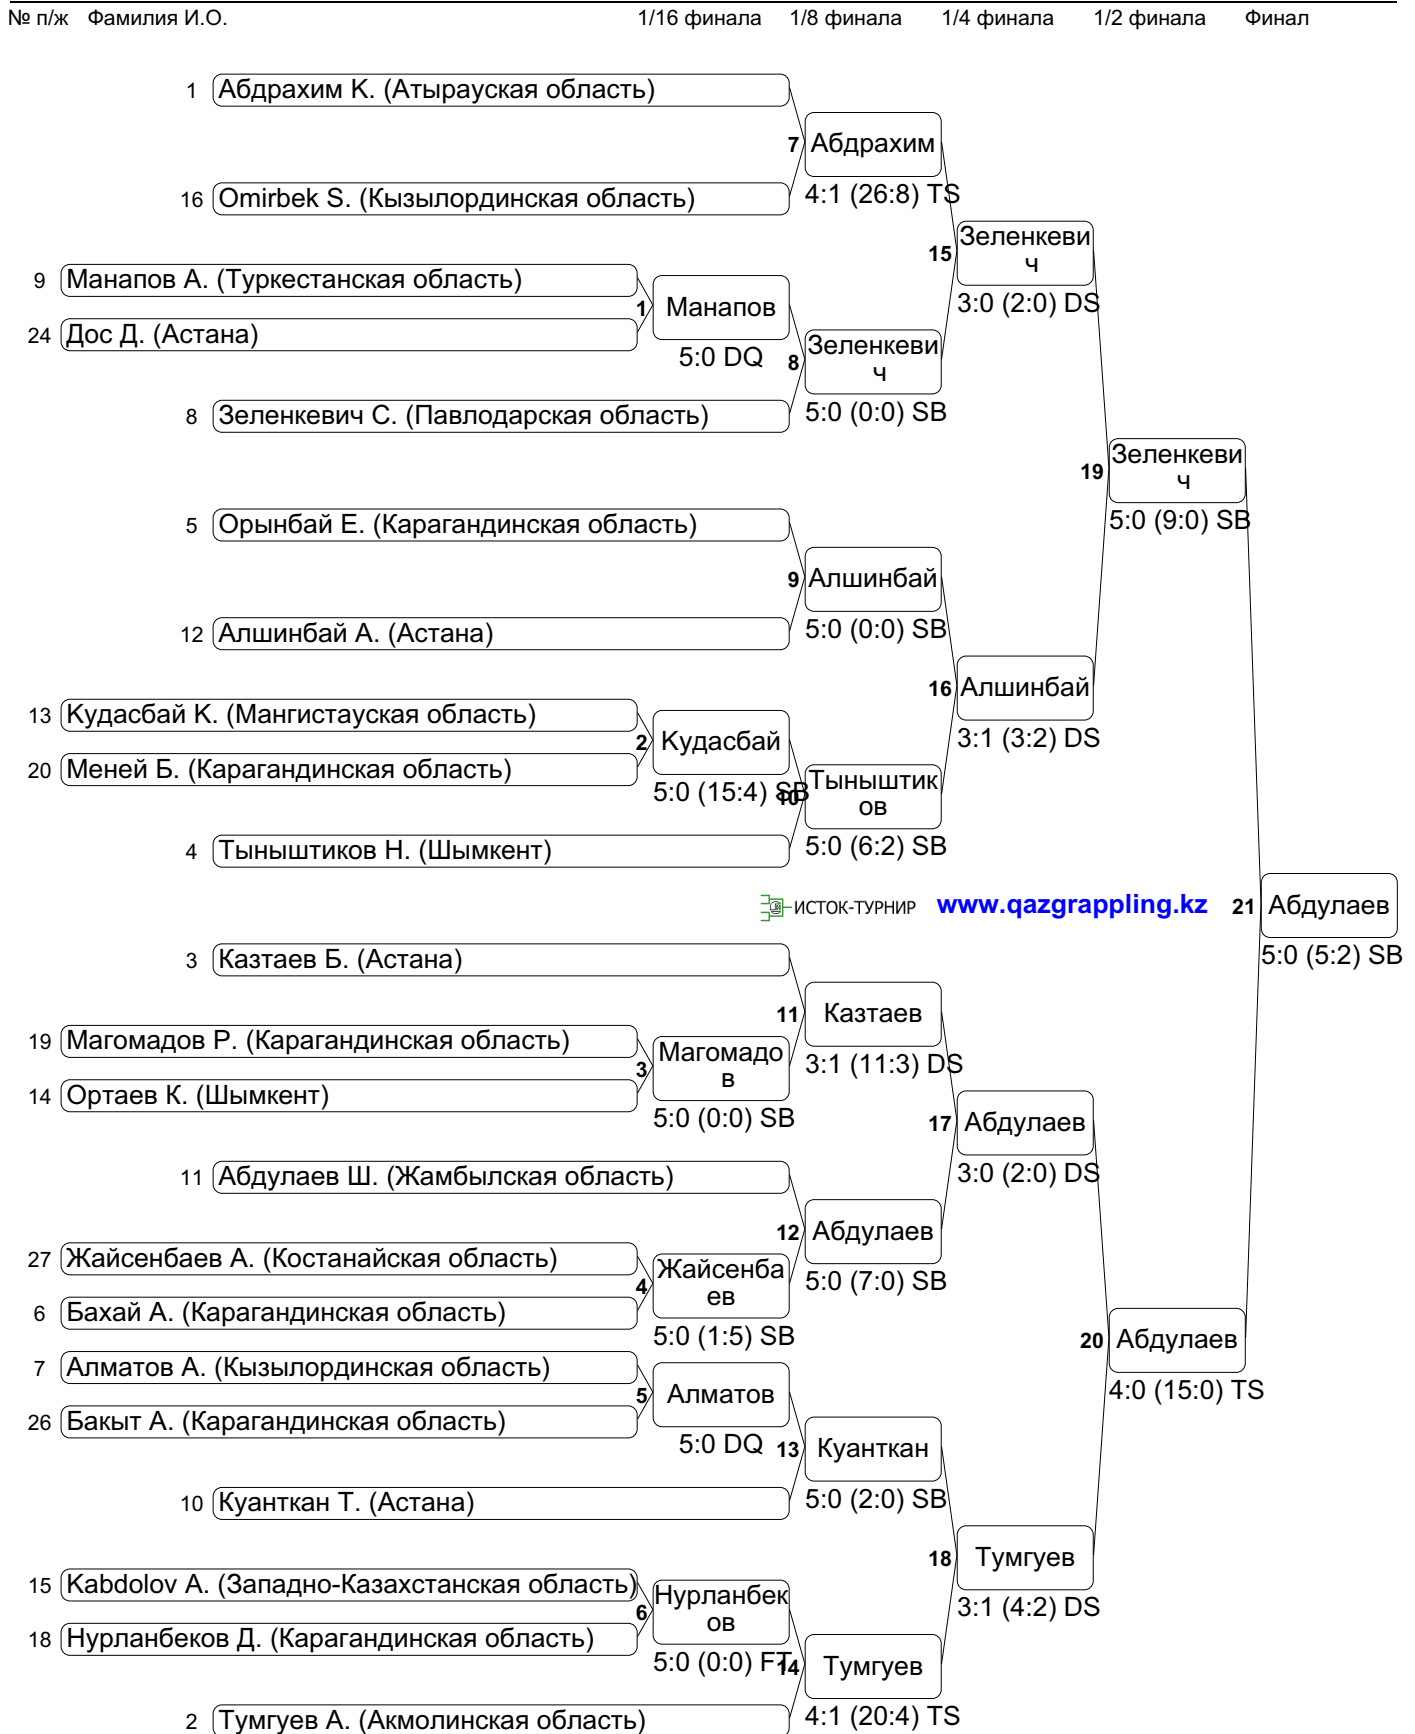 № п/ж Фамилия И.О. 1/16 финала 1/8 финала 1/4 финала 1/2 финала Финал
1 Абдрахим К. (Атырауская область)
7 Абдрахим
4:1 (26:8) TS
16 Omirbek S. (Кызылординская область)
15 Зеленкеви
ч
3:0 (2:0) DS
9 Манапов А. (Туркестанская область)
1 Манапов
5:0 DQ
24 Дос Д. (Астана)
8 Зеленкеви
ч
5:0 (0:0) SB
8 Зеленкевич С. (Павлодарская область)
19 Зеленкеви
ч
5:0 (9:0) SB
5 Орынбай Е. (Карагандинская область)
9 Алшинбай
5:0 (0:0) SB
12 Алшинбай А. (Астана)
16 Алшинбай
3:1 (3:2) DS
13 Кудасбай К. (Мангистауская область)
2 Кудасбай
5:0 (15:4) SB
20 Меней Б. (Карагандинская область)
10 Тыныштик
ов
5:0 (6:2) SB
4 Тыныштиков Н. (Шымкент)
ИСТОК-ТУРНИР www.qazgrappling.kz
21 Абдулаев
5:0 (5:2) SB
3 Казтаев Б. (Астана)
11 Казтаев
3:1 (11:3) DS
19 Магомадов Р. (Карагандинская область)
3 Магомадо
в
5:0 (0:0) SB
14 Ортаев К. (Шымкент)
17 Абдулаев
3:0 (2:0) DS
11 Абдулаев Ш. (Жамбылская область)
12 Абдулаев
5:0 (7:0) SB
27 Жайсенбаев А. (Костанайская область)
4 Жайсенба
ев
5:0 (1:5) SB
6 Бахай А. (Карагандинская область)
20 Абдулаев
4:0 (15:0) TS
7 Алматов А. (Кызылординская область)
5 Алматов
5:0 DQ
26 Бакыт А. (Карагандинская область)
13 Куанткан
5:0 (2:0) SB
10 Куанткан Т. (Астана)
18 Тумгуев
3:1 (4:2) DS
15 Kabdolov A. (Западно-Казахстанская область)
6 Нурланбек
ов
5:0 (0:0) FT
18 Нурланбеков Д. (Карагандинская область)
14 Тумгуев
4:1 (20:4) TS
2 Тумгуев А. (Акмолинская область)